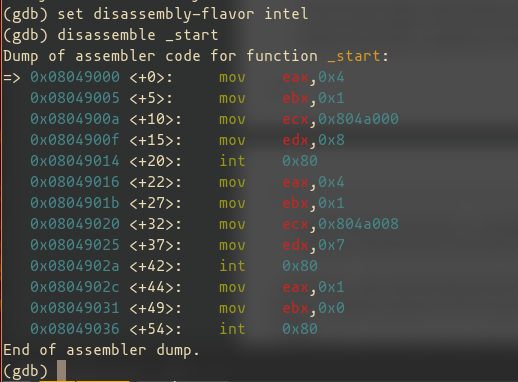 (gdb) set disassembly-flavor intel
(gdb) disassemble _start
Dump of assembler code for function _start:
=> 0x08049000 <+0>:     mov    eax,0x4
   0x08049005 <+5>:     mov    ebx,0x1
   0x0804900a <+10>:    mov    ecx,0x804a000
   0x0804900f <+15>:    mov    edx,0x8
   0x08049014 <+20>:    int    0x80
   0x08049016 <+22>:    mov    eax,0x4
   0x0804901b <+27>:    mov    ebx,0x1
   0x08049020 <+32>:    mov    ecx,0x804a008
   0x08049025 <+37>:    mov    edx,0x7
   0x0804902a <+42>:    int    0x80
   0x0804902c <+44>:    mov    eax,0x1
   0x08049031 <+49>:    mov    ebx,0x0
   0x08049036 <+54>:    int    0x80
End of assembler dump.
(gdb)